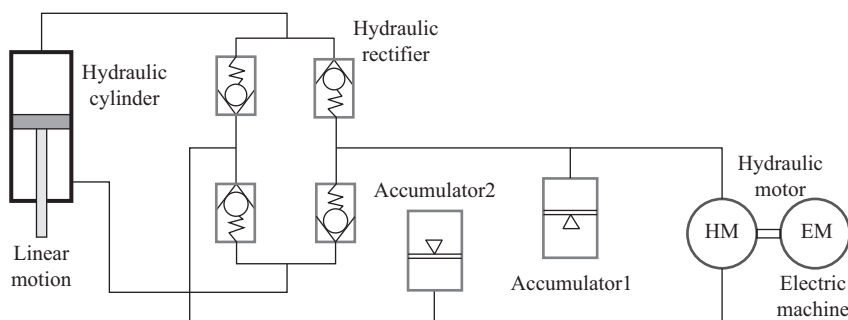 Hydraulic
cylinder
Linear
motion
Hydraulic
rectifier
Accumulator2
Accumulator1
Hydraulic
motor
HM
EM
Electric
machine